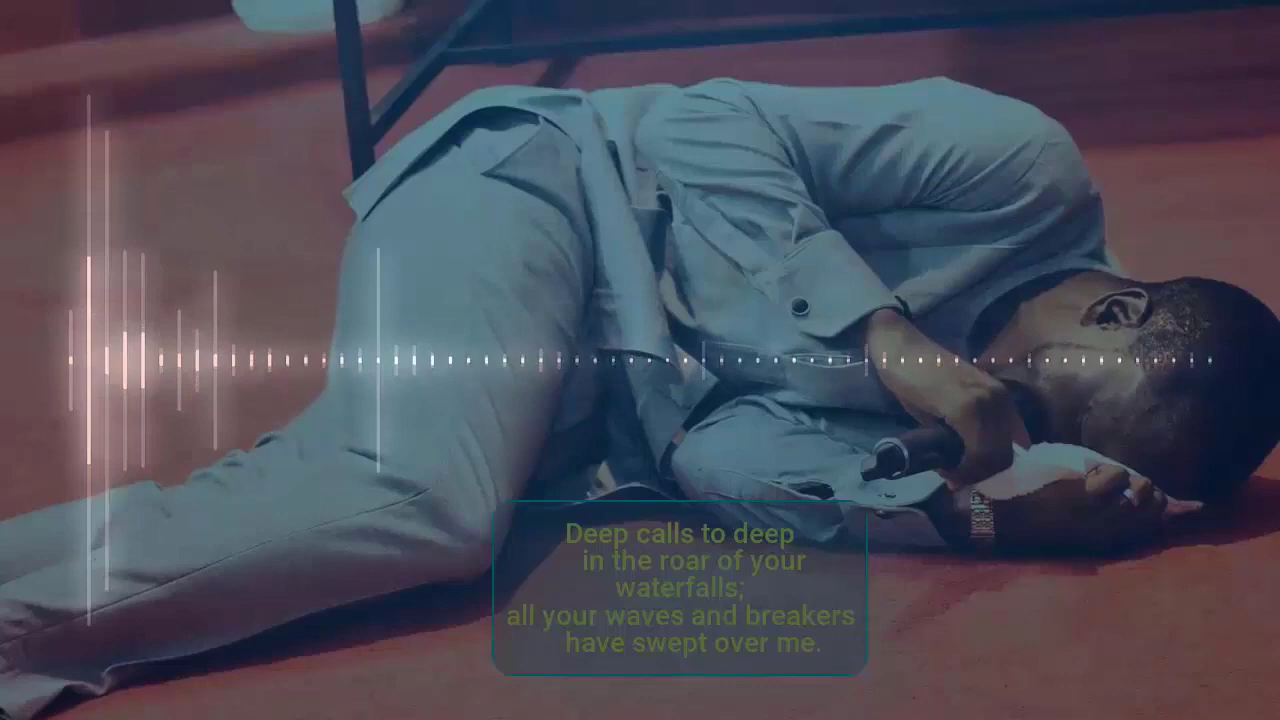 Deep calls to deep
in the roar of your
waterfalls;
all your waves and breakers
have swept over me.